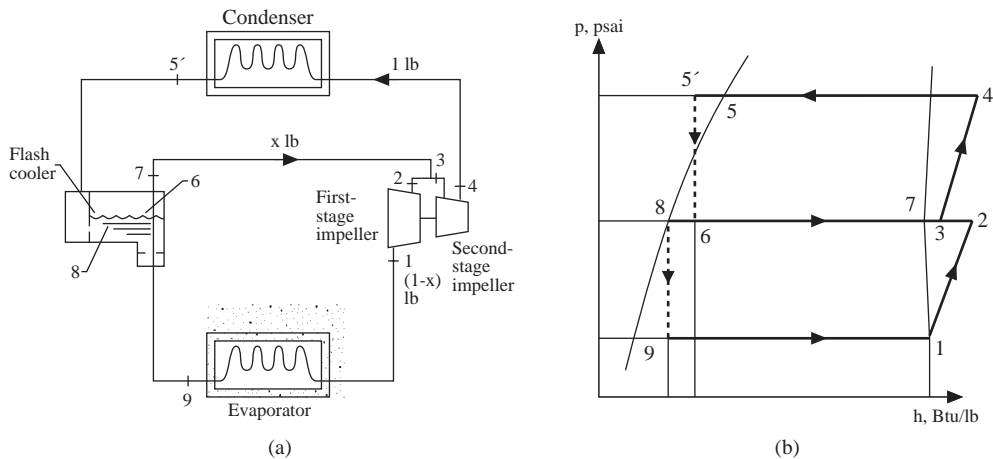 Condenser
5′
1 lb
x lb
Flash
cooler
7
6
3
2
4
First-
stage
impeller
8
1
(1-x)
lb
Second-
stage
impeller
9
Evaporator
(a)
p, psai
5′
5
4
8
7
6
3
2
9
1
h, Btu/lb
(b)